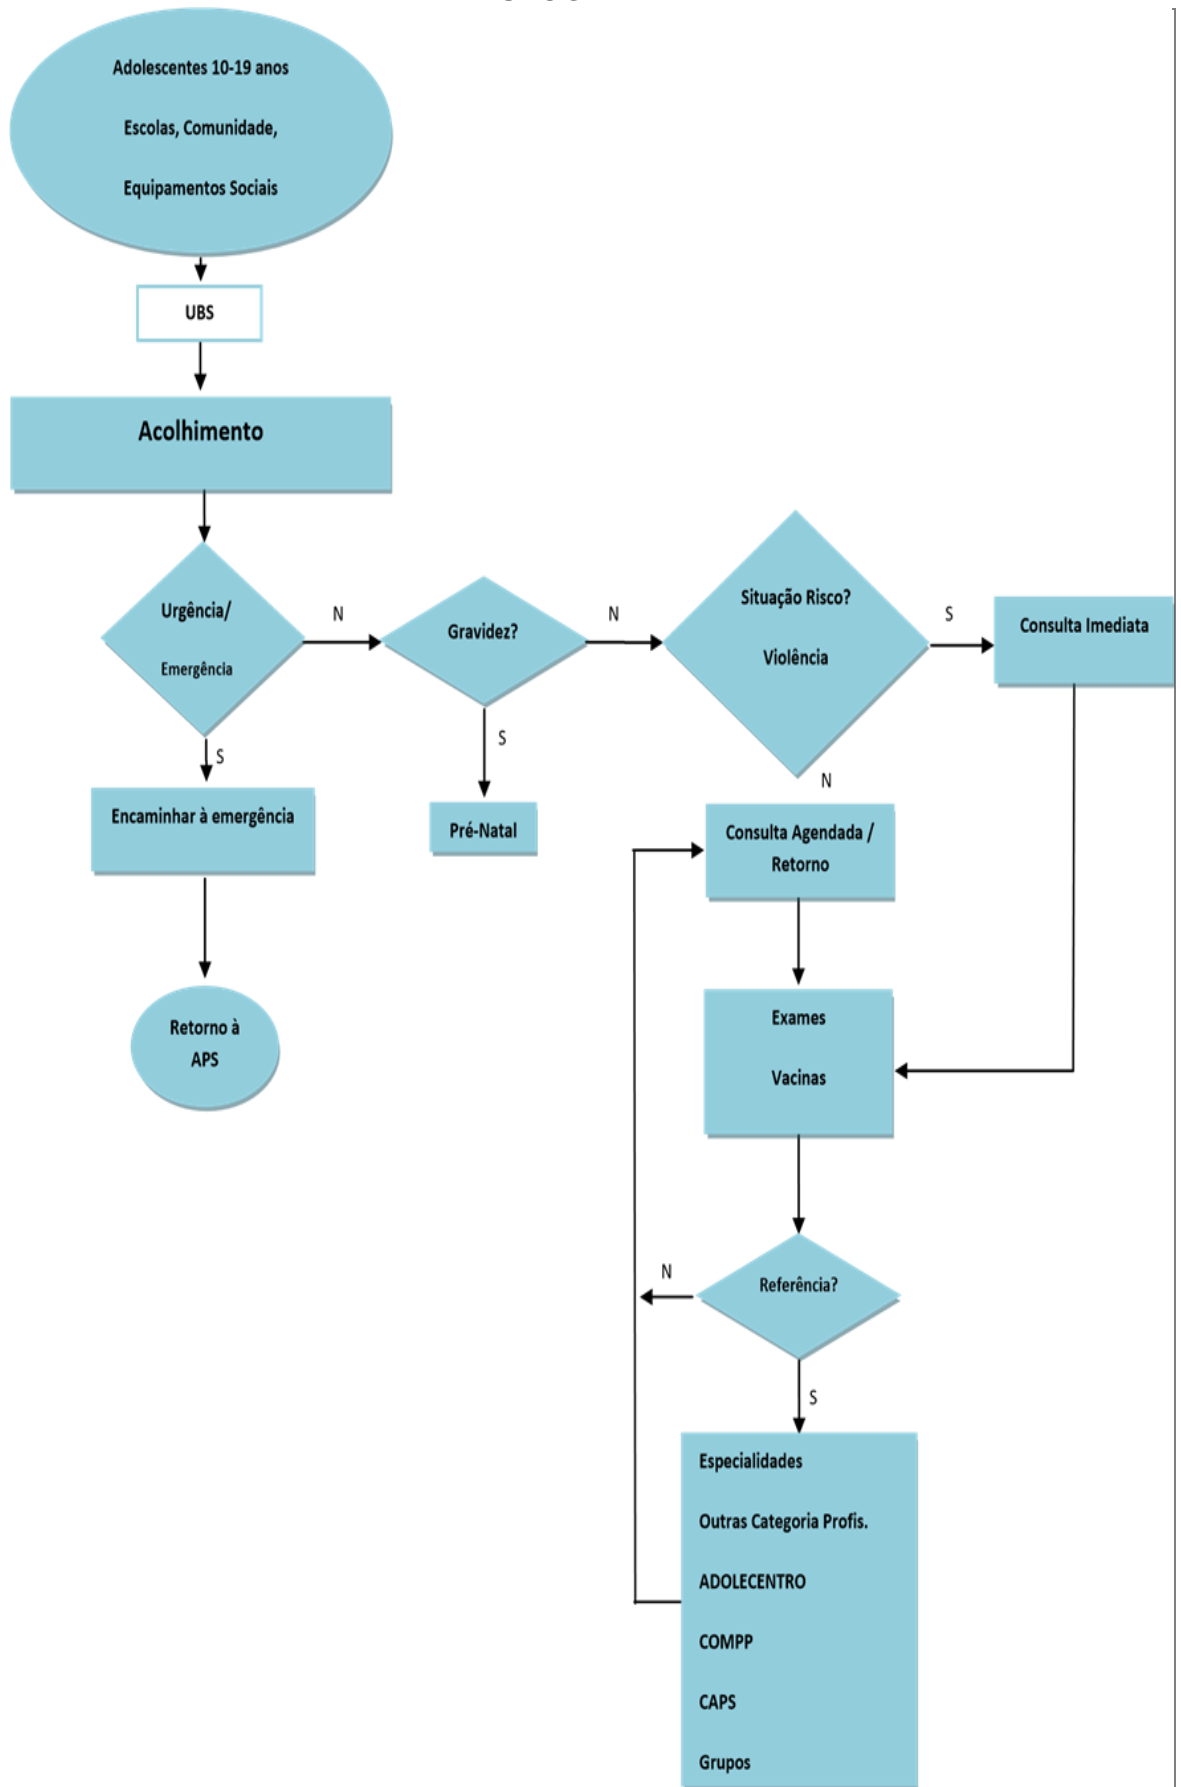 Adolescentes 10-19 anos
Escolas, Comunidade,
Equipamentos Sociais
UBS
Acolhimento
Urgência/
Emergência
N
Gravidez?
N
Situação Risco?
Violência
S
Consulta Imediata
S
Encaminhar à emergência
S
Pré-Natal
N
Consulta Agendada /
Retorno
Retorno à
APS
Exames
Vacinas
Referência?
N
S
Especialidades
Outras Categoria Profis.
ADOLECENTRO
COMPP
CAPS
Grupos